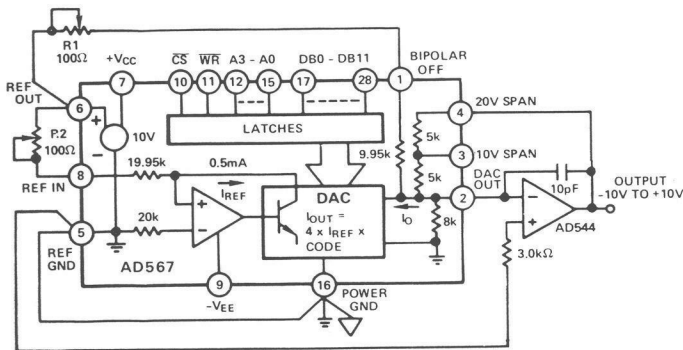 R1
100Ω
+VCC
CS WR A3 - A0 DB0 - DB11
BIPOLAR
OFF
REF
OUT
7 10 11 12 15 17 28 1
6
+
10V
-
LATCHES
4 20V SPAN
5k
R2
100Ω
9.95k
3 10V SPAN
5k
REF IN
8
19.95k
0.5mA
IREF
DAC
IOUT =
4 x IREF x
CODE
IO
8k
2
DAC
OUT
10pF
-
+
AD544
OUTPUT
-10V TO +10V
5
REF
GND
20k
+
-
3.0kΩ
AD567
9
-VEE
16
POWER
GND